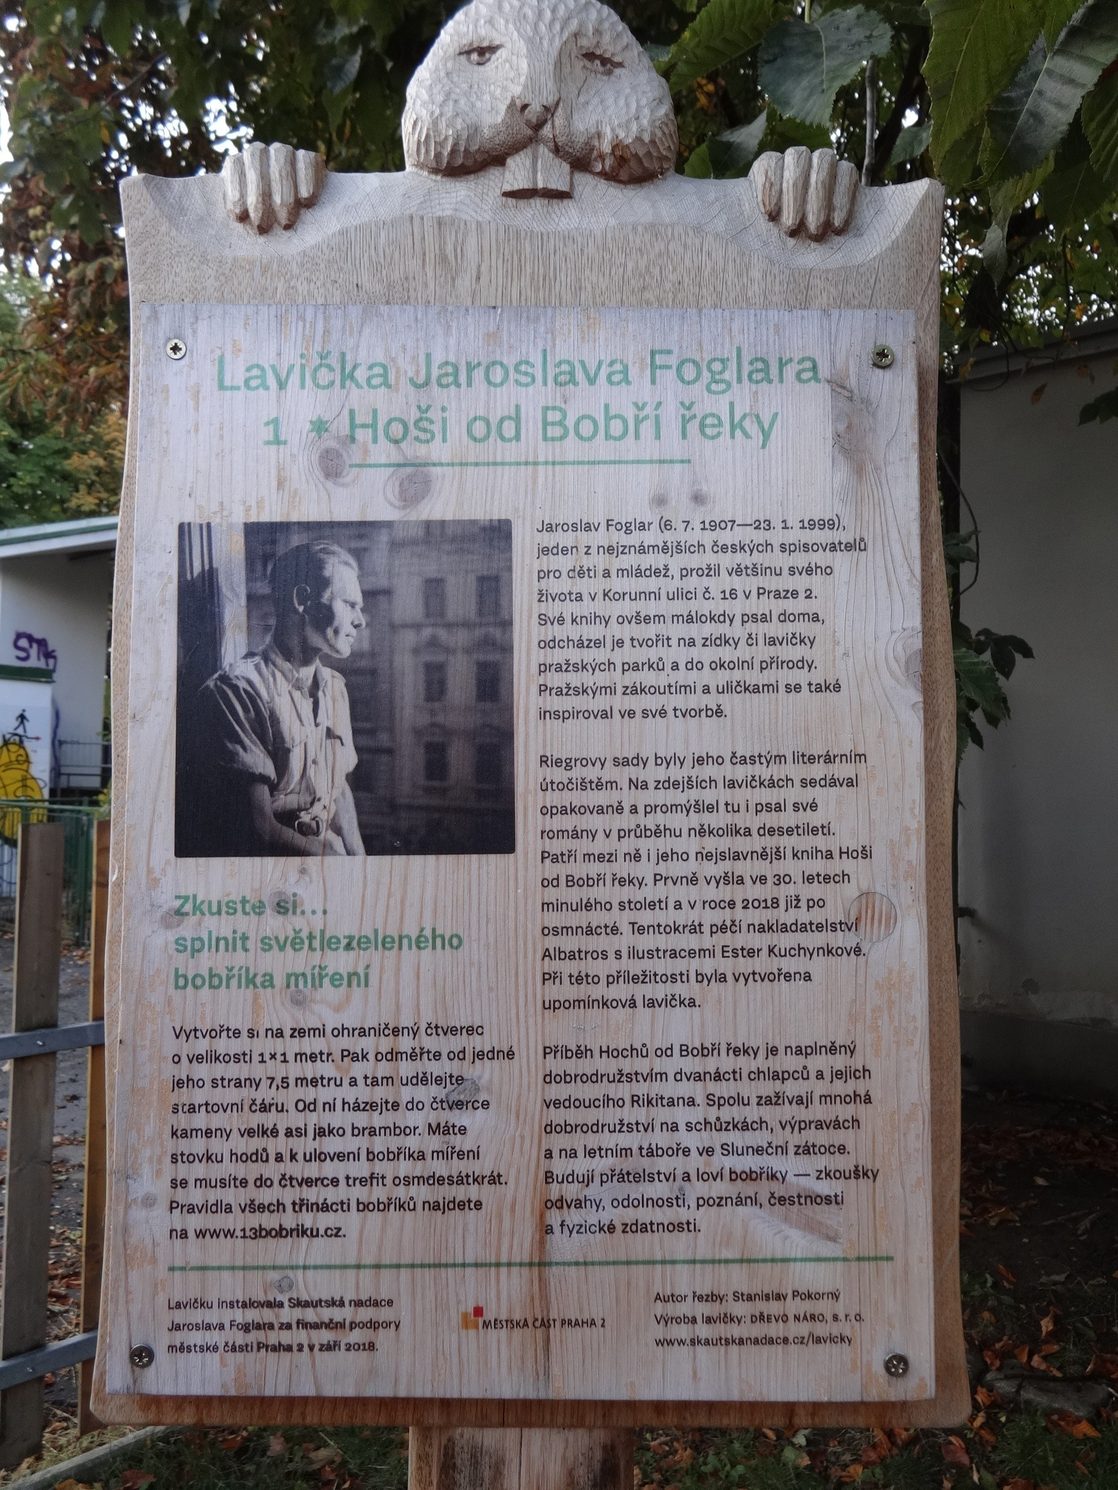 Lavička Jaroslava Foglara
1 * Hoši od Bobří řeky
Jaroslav Foglar (6. 7. 1907—23. 1. 1999),
jeden z nejznámějších českých spisovatelů
pro děti a mládež, prožil většinu svého
života v Korunní ulici č. 16 v Praze 2.
Své knihy ovšem málokdy psal doma,
odcházel je tvořit na zídky či lavičky
pražských parků a do okolní přírody.
Pražskými zákoutími a uličkami se také
inspiroval ve své tvorbě.
Riegrovy sady byly jeho častým literárním
útočištěm. Na zdejších lavičkách sedával
opakovaně a promýšlel tu i psal své
romány v průběhu několika desetiletí.
Patří mezi ně i jeho nejslavnější kniha Hoši
od Bobří řeky. Prvně vyšla ve 30. letech
minulého století a v roce 2018 již po
osmnácté. Tentokrát péčí nakladatelství
Albatros s ilustracemi Ester Kuchynkové.
Při této příležitosti byla vytvořena
upomínková lavička.
Příběh Hochů od Bobří řeky je naplněný
dobrodružstvím dvanácti chlapců a jejich
vedoucího Rikitana. Spolu zažívají mnohá
dobrodružství na schůzkách, výpravách
a na letním táboře ve Sluneční zátoce.
Budují přátelství a loví bobříky — zkoušky
odvahy, odolnosti, poznání, čestnosti
a fyzické zdatnosti.
Zkuste si...
splnit světlezeleného
bobříka míření
Vytvořte si na zemi ohraničený čtverec
o velikosti 1×1 metr. Pak odměřte od jedné
jeho strany 7,5 metru a tam udělejte
startovní čáru. Od ní házejte do čtverce
kameny velké asi jako brambor. Máte
stovku hodů a k ulovení bobříka míření
se musíte do čtverce trefit osmdesátkrát.
Pravidla všech třinácti bobříků najdete
na www.13bobriku.cz.
Lavičku instalovala Skautská nadace
Jaroslava Foglara za finanční podpory
městské části Praha 2 v září 2018.
MĚSTSKÁ ČÁST PRAHA 2
Autor řezby: Stanislav Pokorný
Výroba lavičky: DŘEVO NÁRO, s. r. o.
www.skautskanadace.cz/lavicky